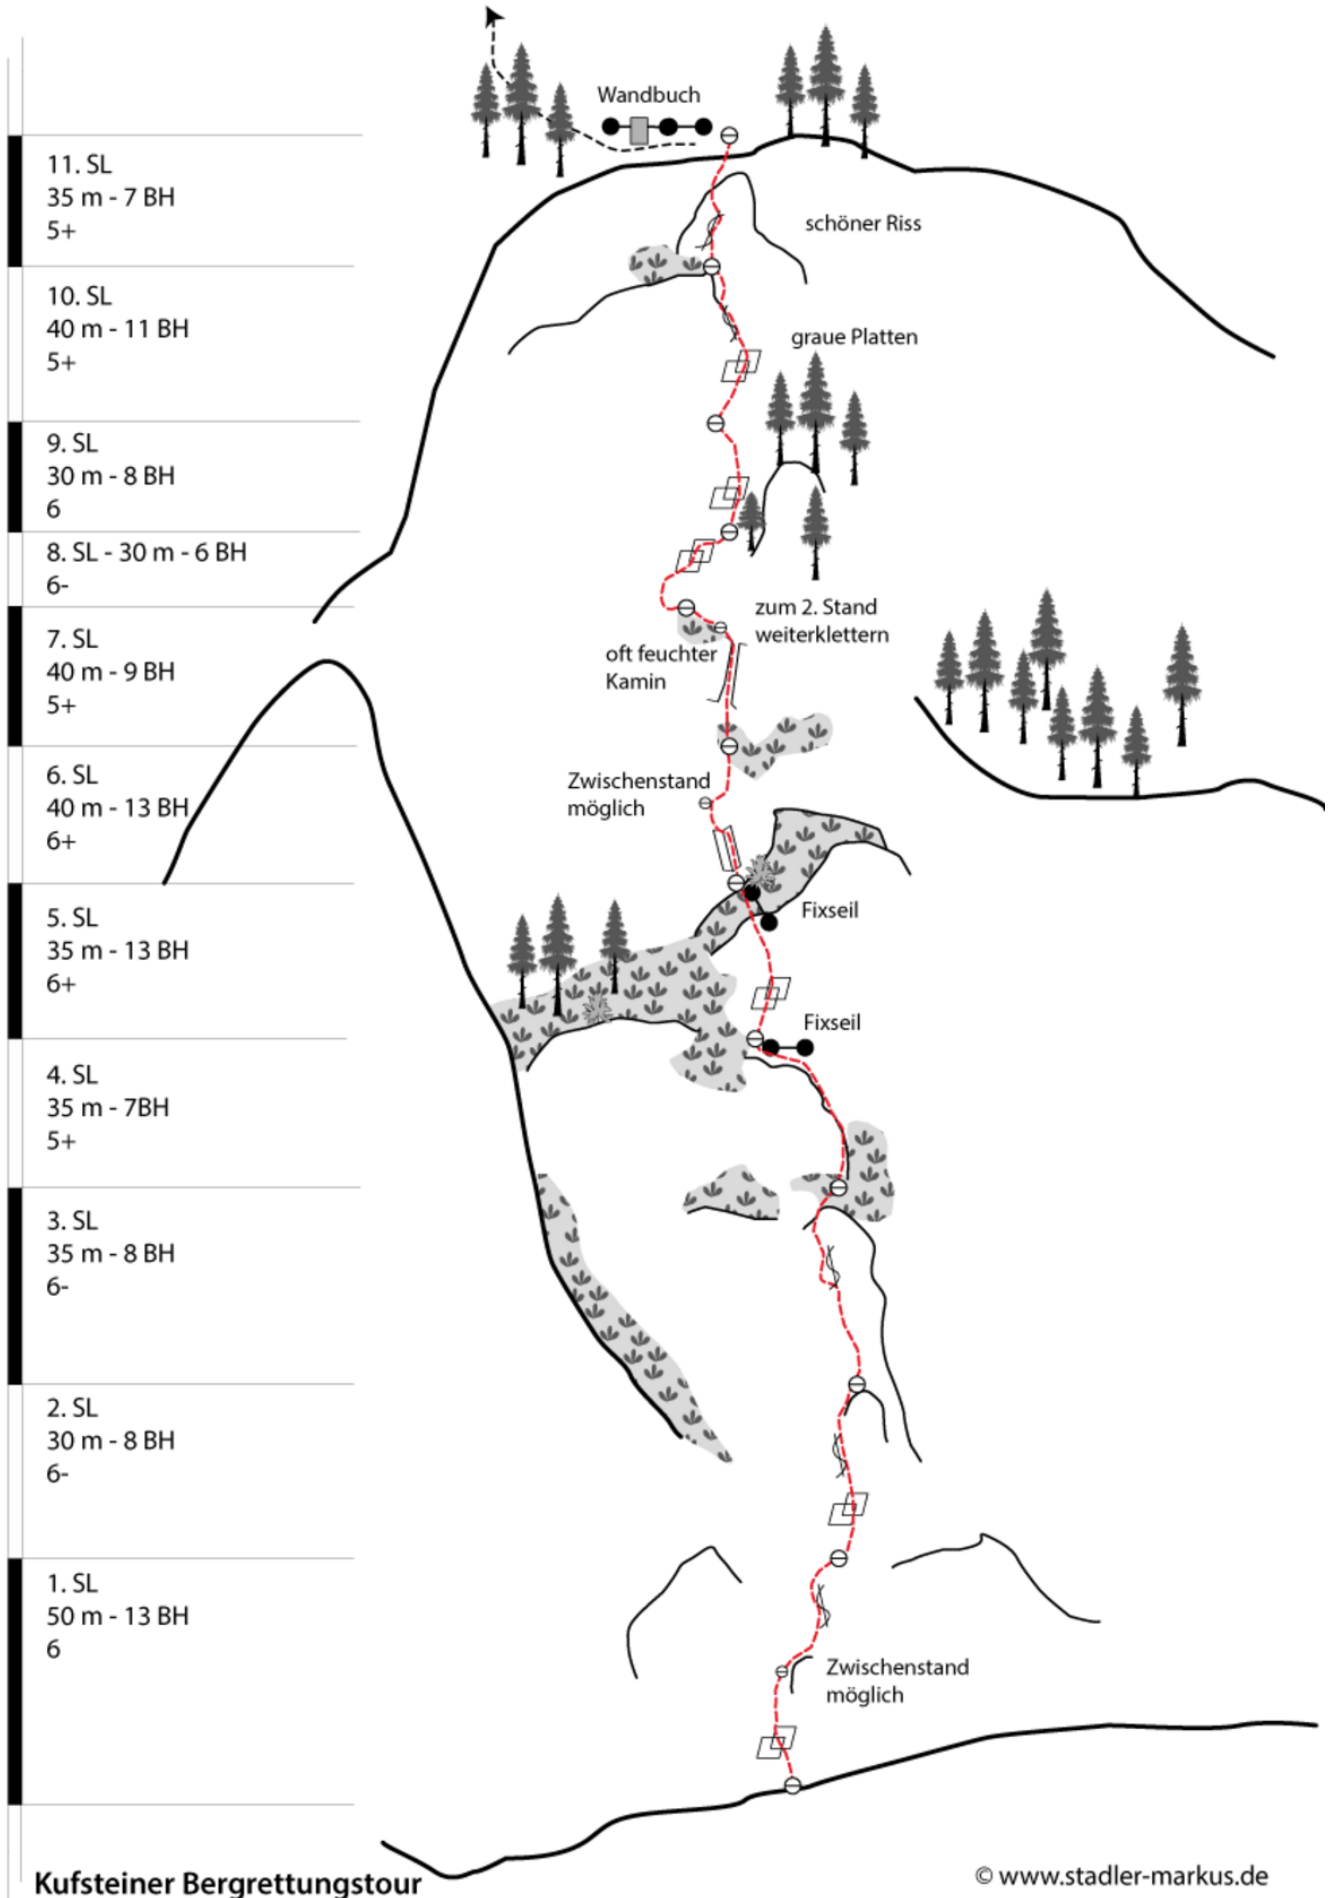 Wandbuch
11. SL
35 m - 7 BH
5+
schöner Riss
10. SL
40 m - 11 BH
5+
graue Platten
9. SL
30 m - 8 BH
6
8. SL - 30 m - 6 BH
6-
zum 2. Stand
weiterklettern
7. SL
40 m - 9 BH
5+
oft feuchter
Kamin
6. SL
40 m - 13 BH
6+
Zwischenstand
möglich
5. SL
35 m - 13 BH
6+
Fixseil
Fixseil
4. SL
35 m - 7BH
5+
3. SL
35 m - 8 BH
6-
2. SL
30 m - 8 BH
6-
1. SL
50 m - 13 BH
6
Zwischenstand
möglich
Kufsteiner Bergrettungstour
© www.stadler-markus.de